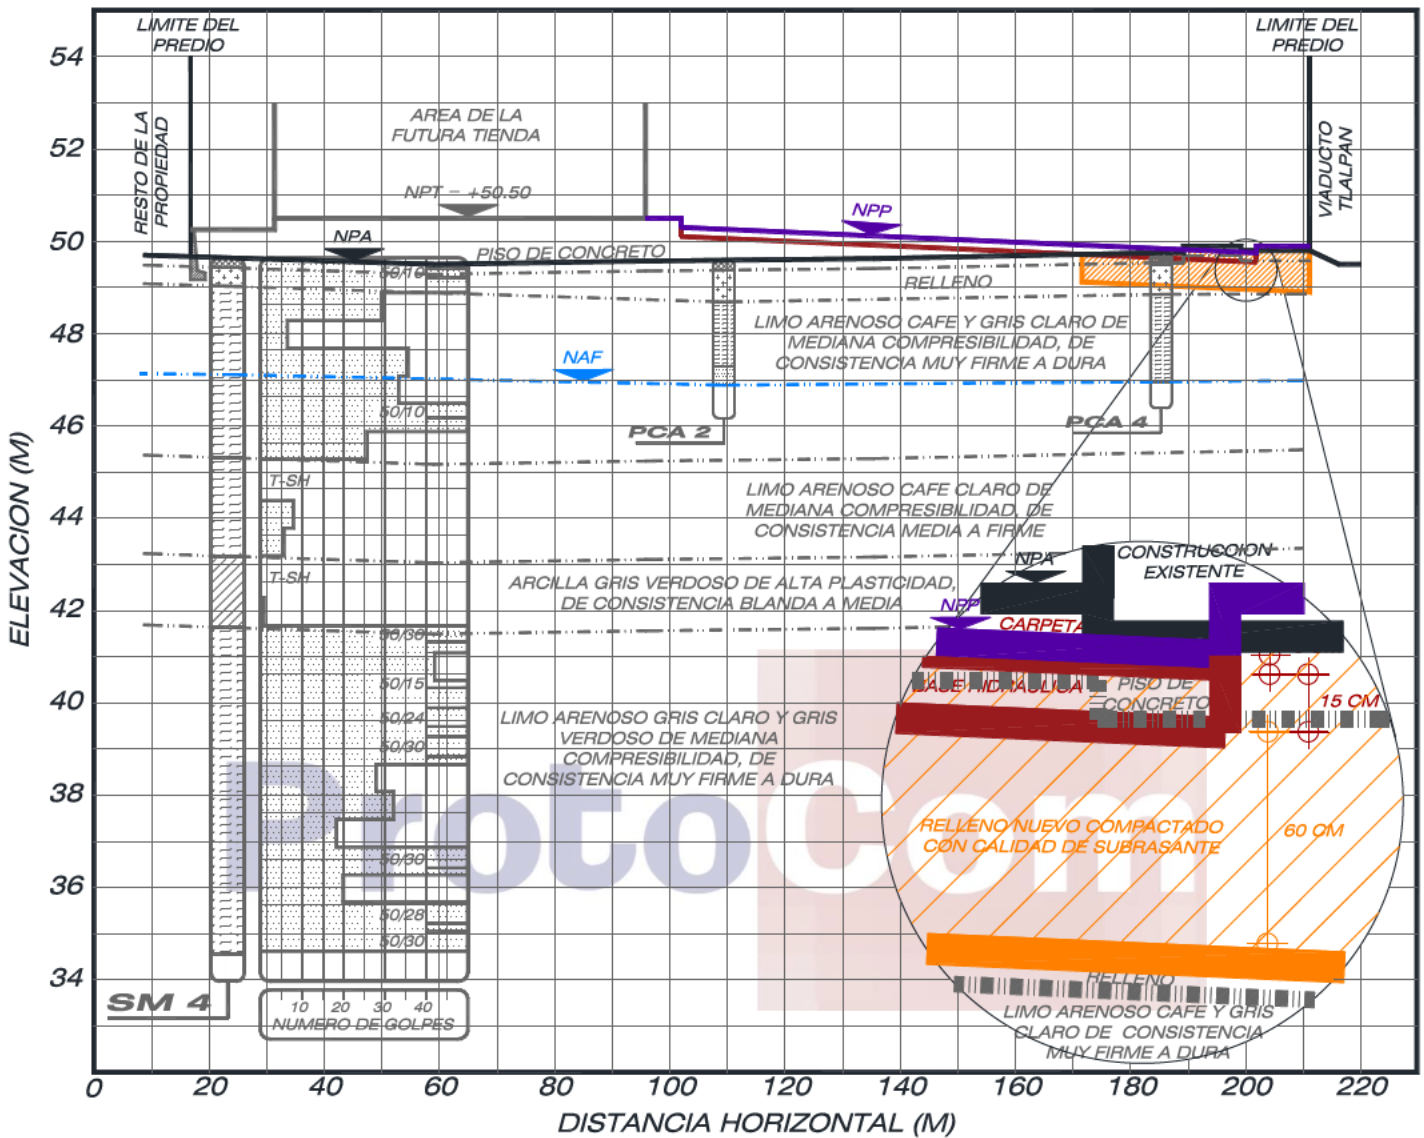 LIMITE DEL
PREDIO
LIMITE DEL
PREDIO
54
52
50
48
46
44
42
40
38
36
34
ELEVACION (M)
RESTO DE LA
PROPIEDAD
AREA DE LA
FUTURA TIENDA
NPT = +50.50
NPA
PISO DE CONCRETO
NPP
VIADUCTO
TLALPAN
50/10
RELLENO
LIMO ARENOSO CAFE Y GRIS CLARO DE
MEDIANA COMPRESIBILIDAD, DE
CONSISTENCIA MUY FIRME A DURA
NAF
50/10
PCA 2
PCA 4
T-SH
LIMO ARENOSO CAFE CLARO DE
MEDIANA COMPRESIBILIDAD, DE
CONSISTENCIA MEDIA A FIRME
T-SH
ARCILLA GRIS VERDOSO DE ALTA PLASTICIDAD,
DE CONSISTENCIA BLANDA A MEDIA
50/30
50/15
50/24
50/30
LIMO ARENOSO GRIS CLARO Y GRIS
VERDOSO DE MEDIANA
COMPRESIBILIDAD, DE
CONSISTENCIA MUY FIRME A DURA
50/30
50/28
50/30
ProtoCom
NPA
CONSTRUCCION
EXISTENTE
NPP
CARPETA
BASE HIDRAULICA
PISO DE
CONCRETO
15 CM
RELLENO NUEVO COMPACTADO
CON CALIDAD DE SUBRASANTE
60 CM
RELLENO
LIMO ARENOSO CAFE Y GRIS
CLARO DE CONSISTENCIA
MUY FIRME A DURA
SM 4
10 20 30 40
NUMERO DE GOLPES
0 20 40 60 80 100 120 140 160 180 200 220
DISTANCIA HORIZONTAL (M)